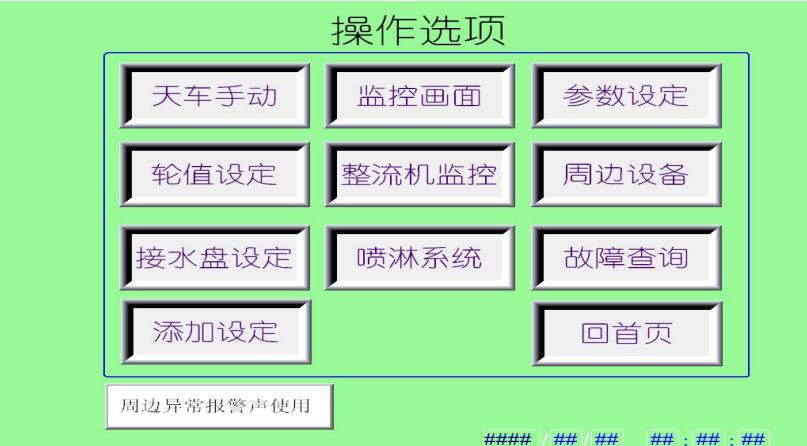 操作选项
天车手动 监控画面 参数设定
轮值设定 整流机监控 周边设备
接水盘设定 喷淋系统 故障查询
添加设定 回首页
周边异常报警声使用
####/##/## ##:##:##